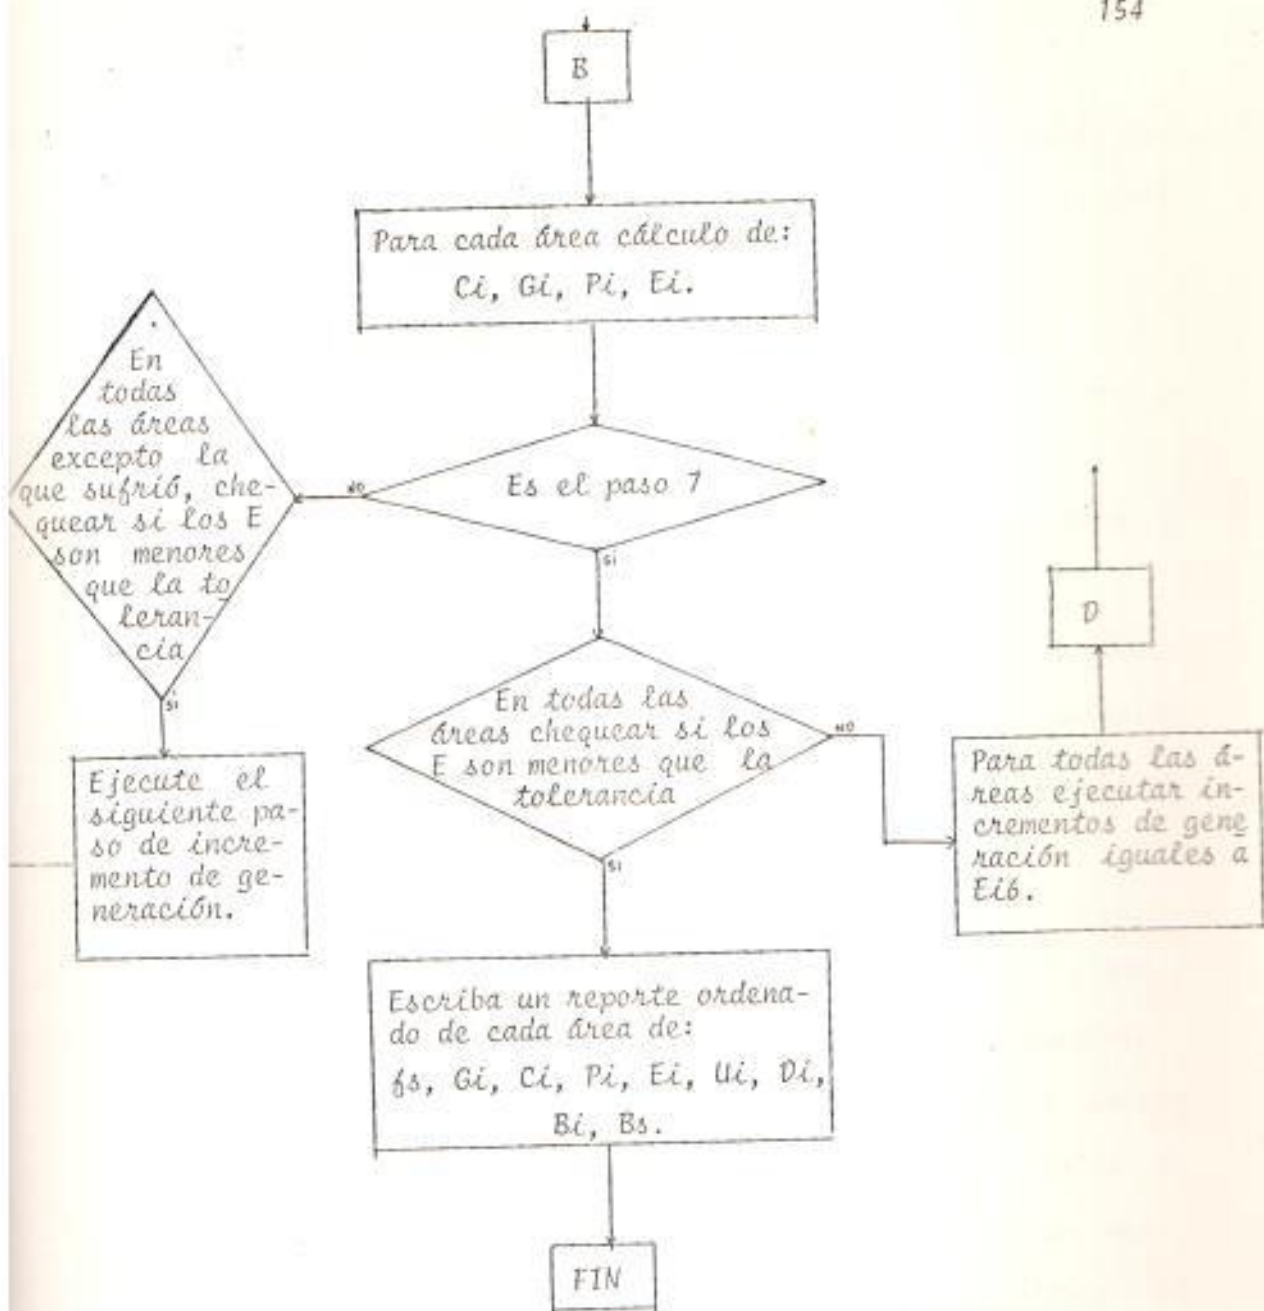 154
B
Para cada área cálculo de:
Ci, Gi, Pi, Ei.
Es el paso 7
NO
SI
En
todas
las áreas
excepto la
que sufrió, che-
quear si los E
son menores
que la to
leran-
cia
SI
Ejecute el
siguiente pa-
so de incre-
mento de ge-
neración.
En todas las
áreas chequear si los
E son menores que la
tolerancia
NO
SI
Para todas las á-
reas ejecutar in-
crementos de gene
ración iguales a
Ei6.
D
Escriba un reporte ordena-
do de cada área de:
fs, Gi, Ci, Pi, Ei, Ui, Di,
Bi, Bs.
FIN